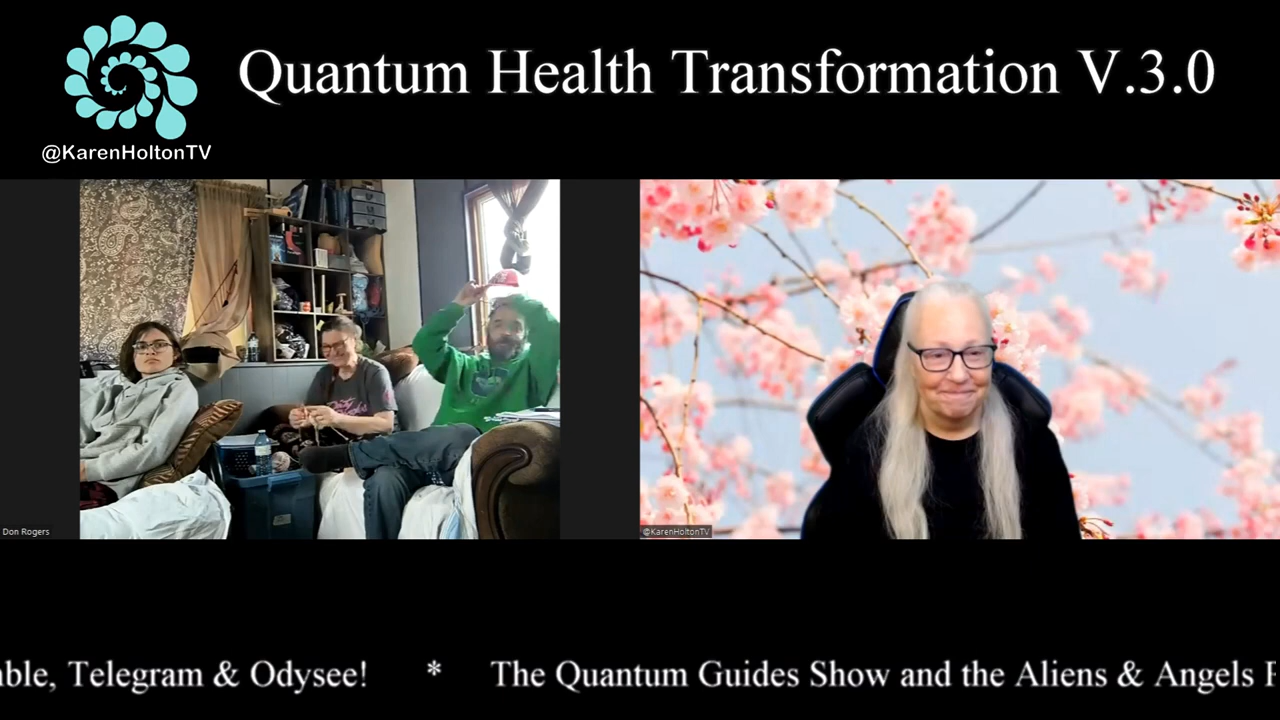 Quantum Health Transformation V.3.0
@KarenHoltonTV
Don Rogers
@KarenHoltonTV
Telegram & Odysee! * The Quantum Guides Show and the Aliens & Angels